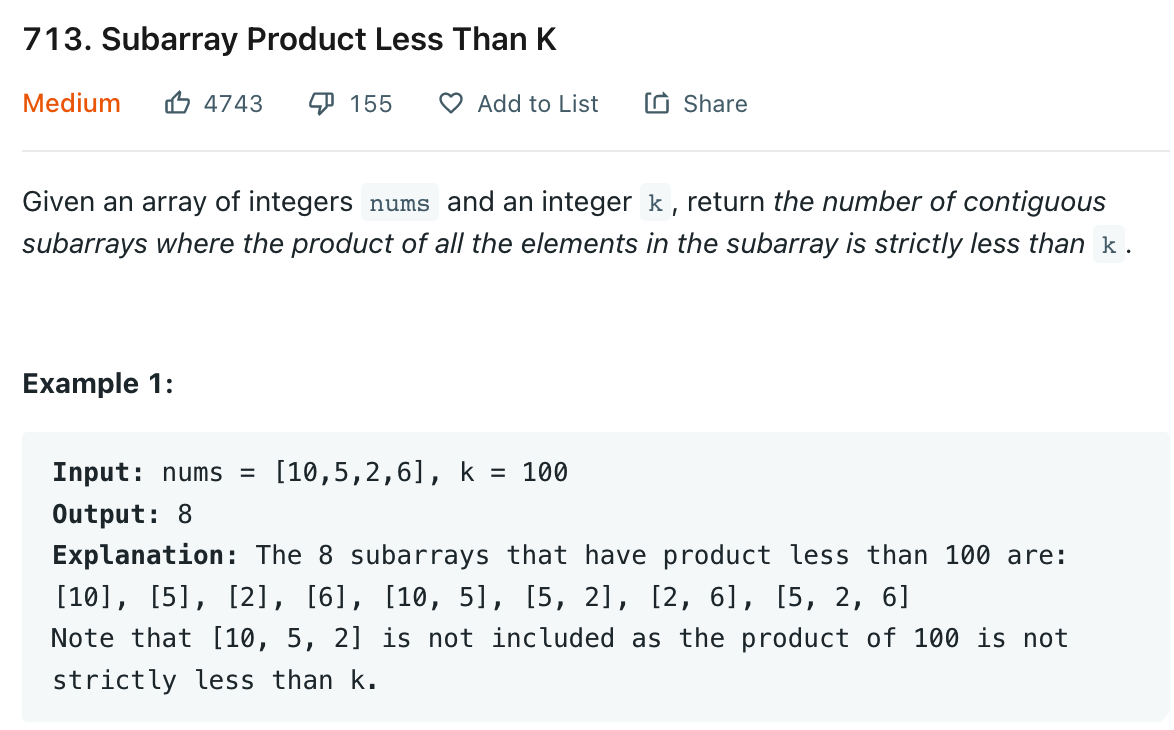 713. Subarray Product Less Than K
Medium 4743 155 Add to List Share
Given an array of integers nums and an integer k, return the number of contiguous
subarrays where the product of all the elements in the subarray is strictly less than k.
Example 1:
Input: nums = [10,5,2,6], k = 100
Output: 8
Explanation: The 8 subarrays that have product less than 100 are:
[10], [5], [2], [6], [10, 5], [5, 2], [2, 6], [5, 2, 6]
Note that [10, 5, 2] is not included as the product of 100 is not
strictly less than k.